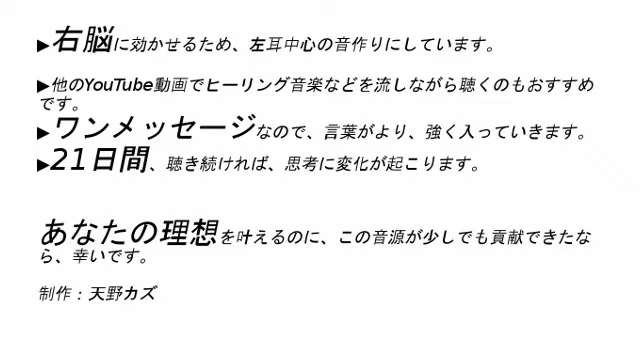 ▶右脳に効かせるため、左耳中心の音作りにしています。
▶他のYouTube動画でヒーリング音楽などを流しながら聴くのもおすすめ
です。
▶ワンメッセージなので、言葉がより、強く入っていきます。
▶21日間、聴き続ければ、思考に変化が起こります。
あなたの理想を叶えるのに、この音源が少しでも貢献できたな
ら、幸いです。
制作：天野カズ